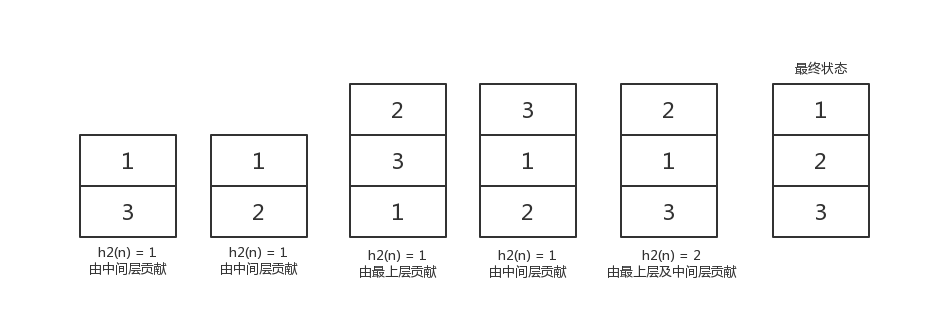 1
3
h2(n) = 1
由中间层贡献
1
2
h2(n) = 1
由中间层贡献
2
3
1
h2(n) = 1
由最上层贡献
3
1
2
h2(n) = 1
由中间层贡献
2
1
3
h2(n) = 2
由最上层及中间层贡献
最终状态
1
2
3